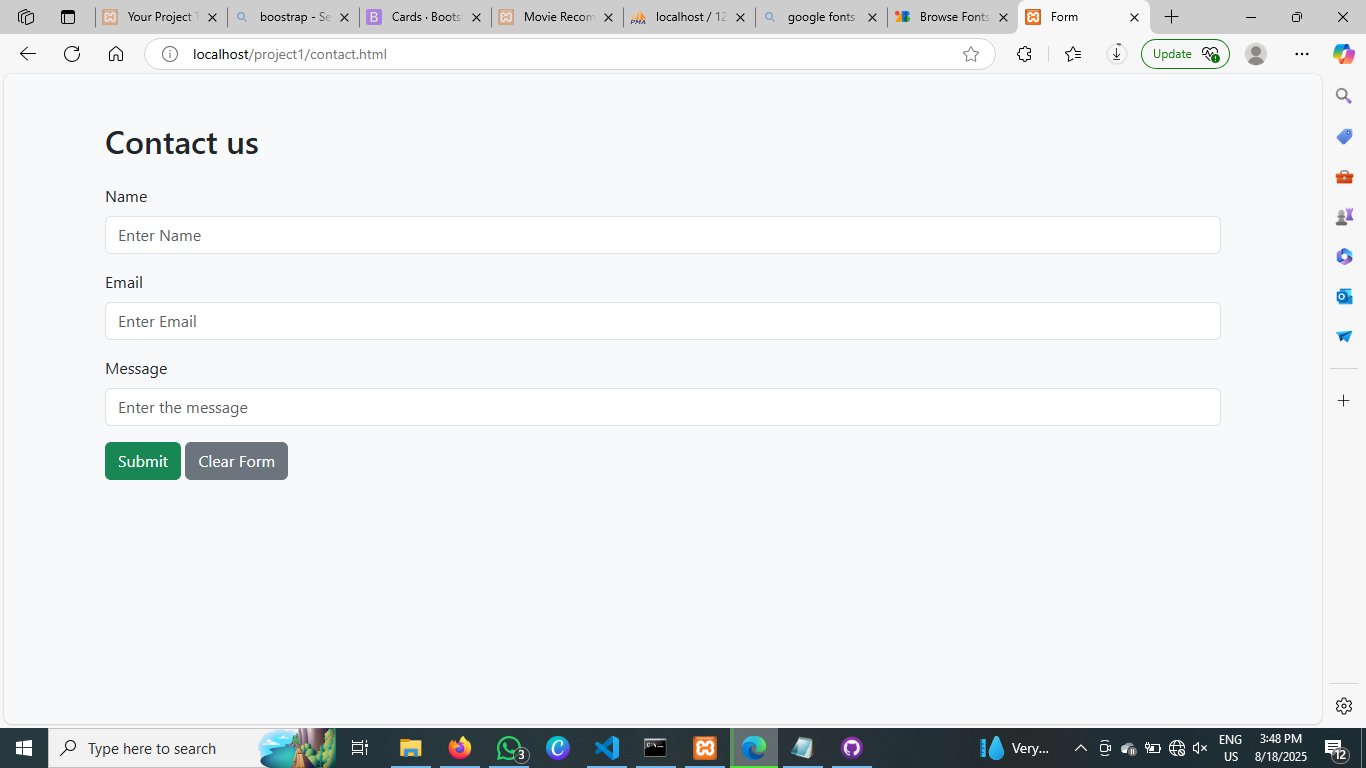 Your Project T
boostrap - Se
Cards · Boots
Movie Recom
localhost / 12
google fonts
Browse Fonts
Form
localhost/project1/contact.html
Update
Contact us
Name
Enter Name
Email
Enter Email
Message
Enter the message
Submit Clear Form
Type here to search
3
Very...
ENG
US
3:48 PM
8/18/2025
12